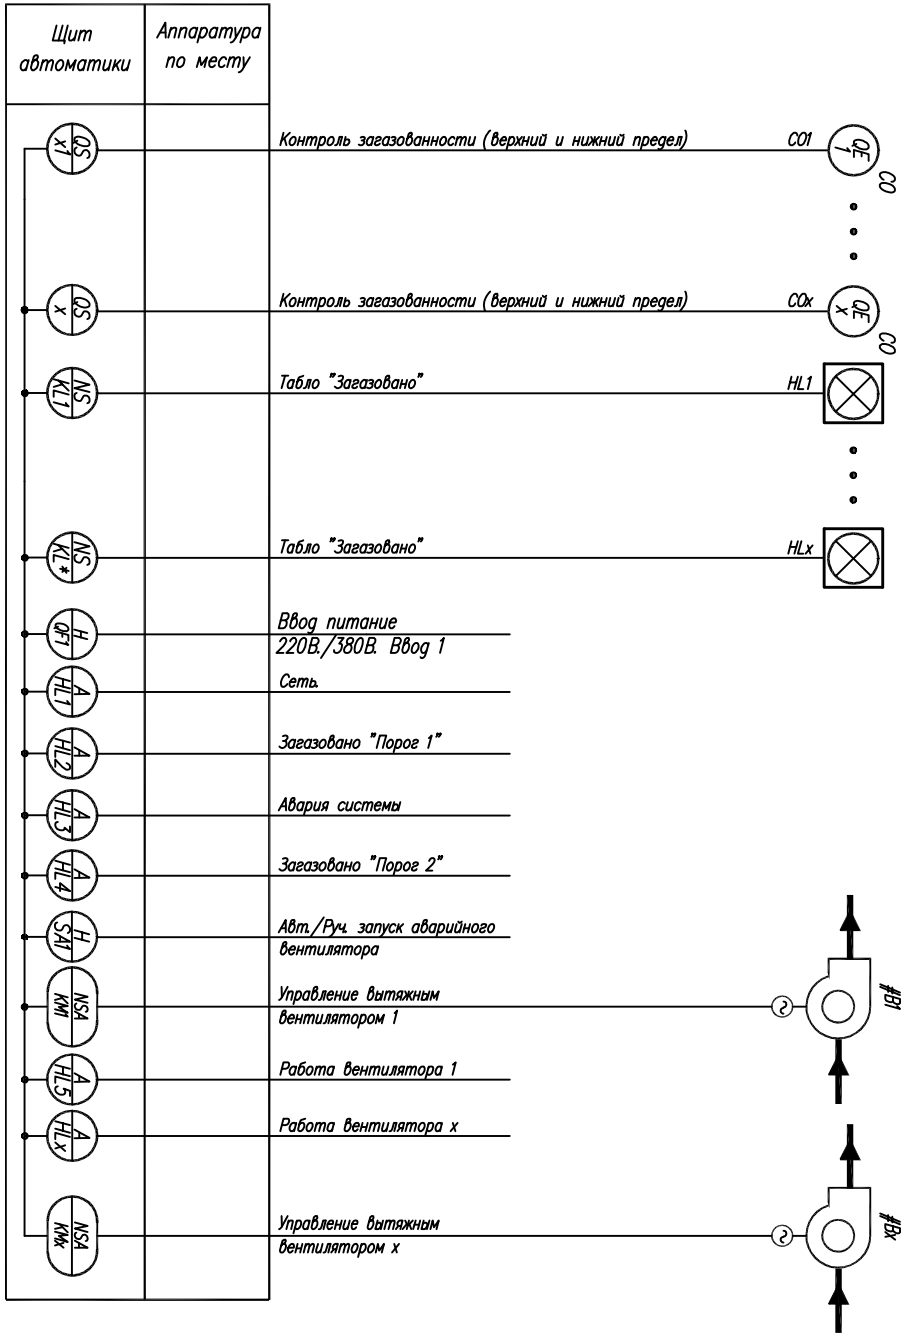 Щит
автоматики
Аппаратура
по месту
QS
x1
Контроль загазованности (верхний и нижний предел)
CO1
QE
1
CO
QS
x
Контроль загазованности (верхний и нижний предел)
COx
QE
x
CO
NS
KL1
Табло "Загазовано"
HL1
NS
KL*
Табло "Загазовано"
HLx
H
QF1
Ввод питание
220В./380В. Ввод 1
A
HL1
Сеть.
A
HL2
Загазовано "Порог 1"
A
HL3
Авария системы
A
HL4
Загазовано "Порог 2"
H
SA1
Авт./Руч. запуск аварийного
вентилятора
NSA
KM1
Управление вытяжным
вентилятором 1
~
#В1
A
HL5
Работа вентилятора 1
A
HLx
Работа вентилятора х
NSA
KMx
Управление вытяжным
вентилятором х
~
#Вх